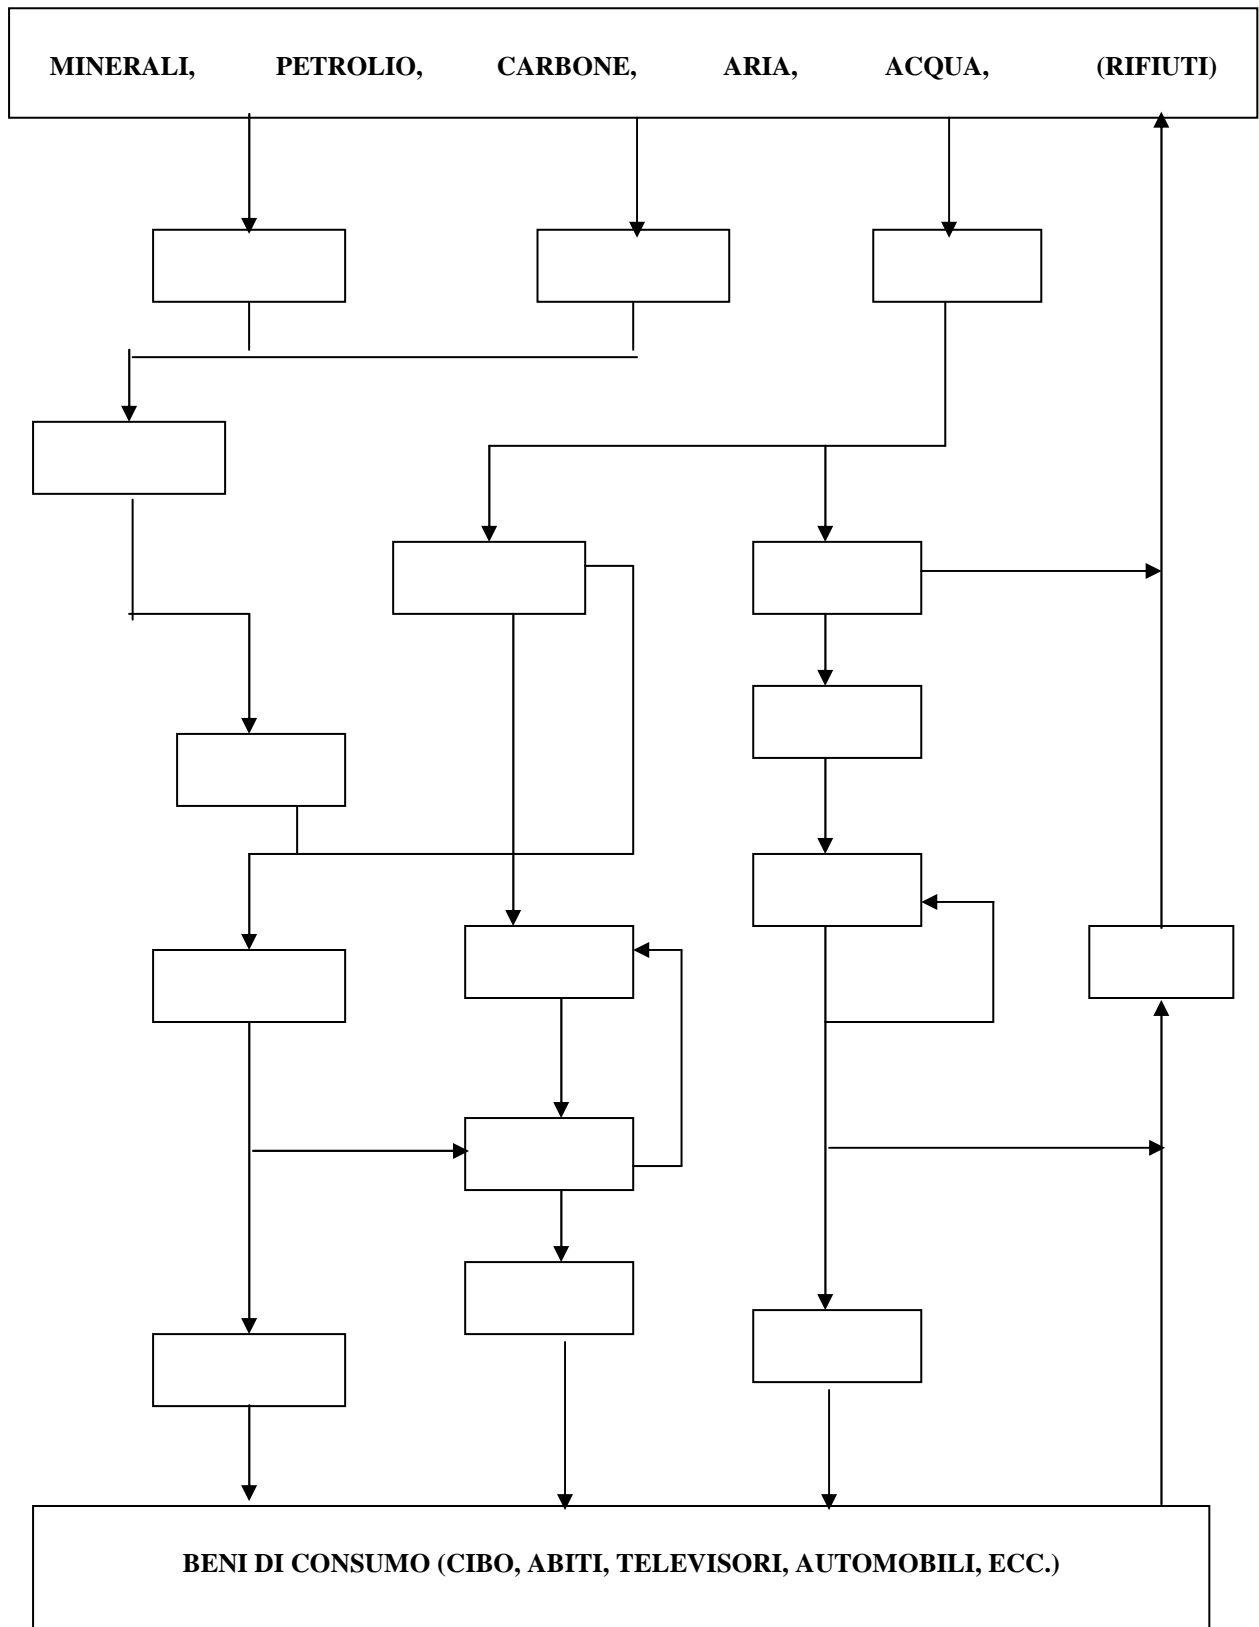 MINERALI, PETROLIO, CARBONE, ARIA, ACQUA, (RIFIUTI)
BENI DI CONSUMO (CIBO, ABITI, TELEVISORI, AUTOMOBILI, ECC.)